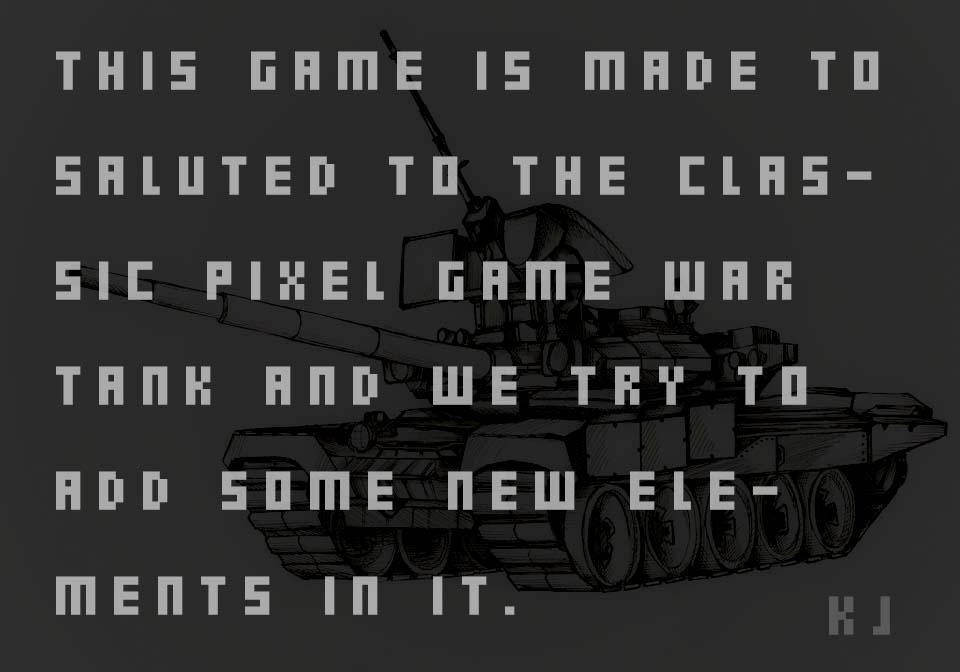 THIS GAME IS MADE TO
SALUTED TO THE CLAS-
SIC PIXEL GAME WAR
TANK AND WE TRY TO
ADD SOME NEW ELE-
MENTS IN IT.
KJ